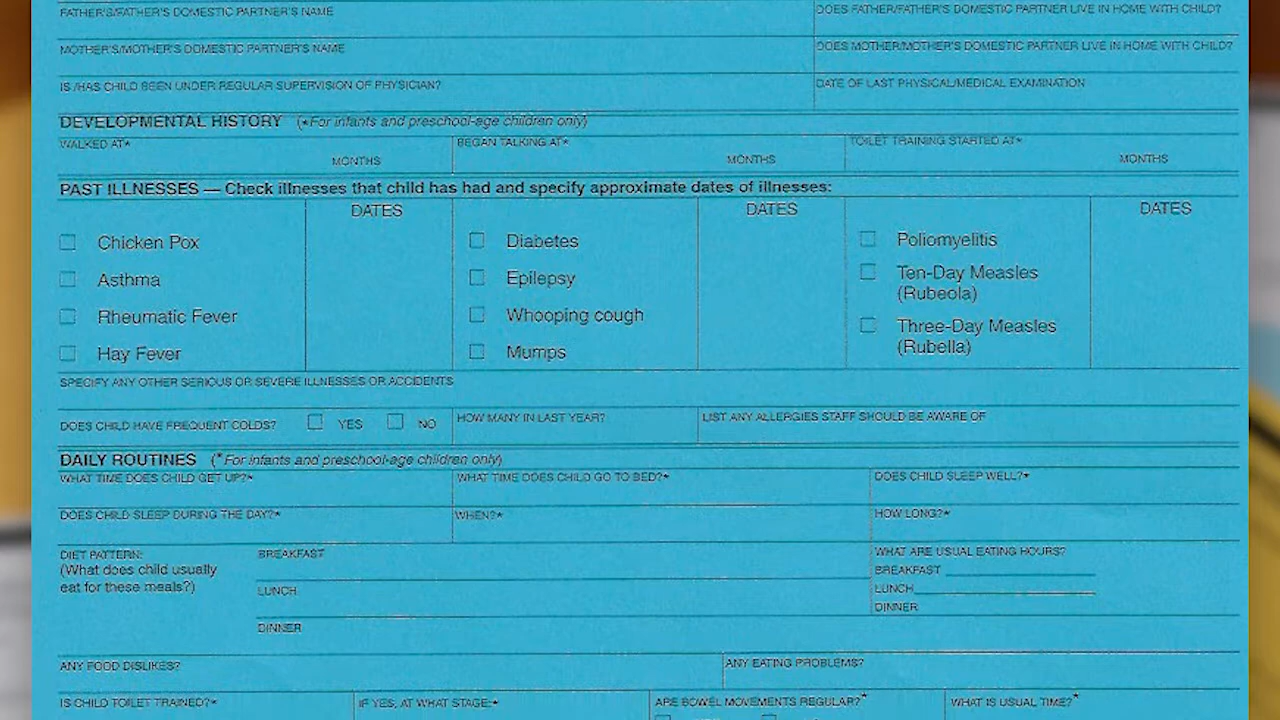 FATHER'S/FATHER'S DOMESTIC PARTNER'S NAME
DOES FATHER/FATHER'S DOMESTIC PARTNER LIVE IN HOME WITH CHILD?
MOTHER'S/MOTHER'S DOMESTIC PARTNER'S NAME
DOES MOTHER/MOTHER'S DOMESTIC PARTNER LIVE IN HOME WITH CHILD?
IS /HAS CHILD BEEN UNDER REGULAR SUPERVISION OF PHYSICIAN?
DATE OF LAST PHYSICAL/MEDICAL EXAMINATION
DEVELOPMENTAL HISTORY (*For infants and preschool-age children only)
WALKED AT*
MONTHS
BEGAN TALKING AT*
MONTHS
TOILET TRAINING STARTED AT*
MONTHS
PAST ILLNESSES — Check illnesses that child has had and specify approximate dates of illnesses:
DATES
DATES
DATES
Chicken Pox
Asthma
Rheumatic Fever
Hay Fever
Diabetes
Epilepsy
Whooping cough
Mumps
Poliomyelitis
Ten-Day Measles
(Rubeola)
Three-Day Measles
(Rubella)
SPECIFY ANY OTHER SERIOUS OR SEVERE ILLNESSES OR ACCIDENTS
DOES CHILD HAVE FREQUENT COLDS? YES NO
HOW MANY IN LAST YEAR?
LIST ANY ALLERGIES STAFF SHOULD BE AWARE OF
DAILY ROUTINES (*For infants and preschool-age children only)
WHAT TIME DOES CHILD GET UP?*
WHAT TIME DOES CHILD GO TO BED?*
DOES CHILD SLEEP WELL?*
DOES CHILD SLEEP DURING THE DAY?*
WHEN?*
HOW LONG?*
DIET PATTERN:
(What does child usually
eat for these meals?)
BREAKFAST
LUNCH
DINNER
WHAT ARE USUAL EATING HOURS?
BREAKFAST
LUNCH
DINNER
ANY FOOD DISLIKES?
ANY EATING PROBLEMS?
IS CHILD TOILET TRAINED?*
IF YES, AT WHAT STAGE:*
ARE BOWEL MOVEMENTS REGULAR?*
WHAT IS USUAL TIME?*